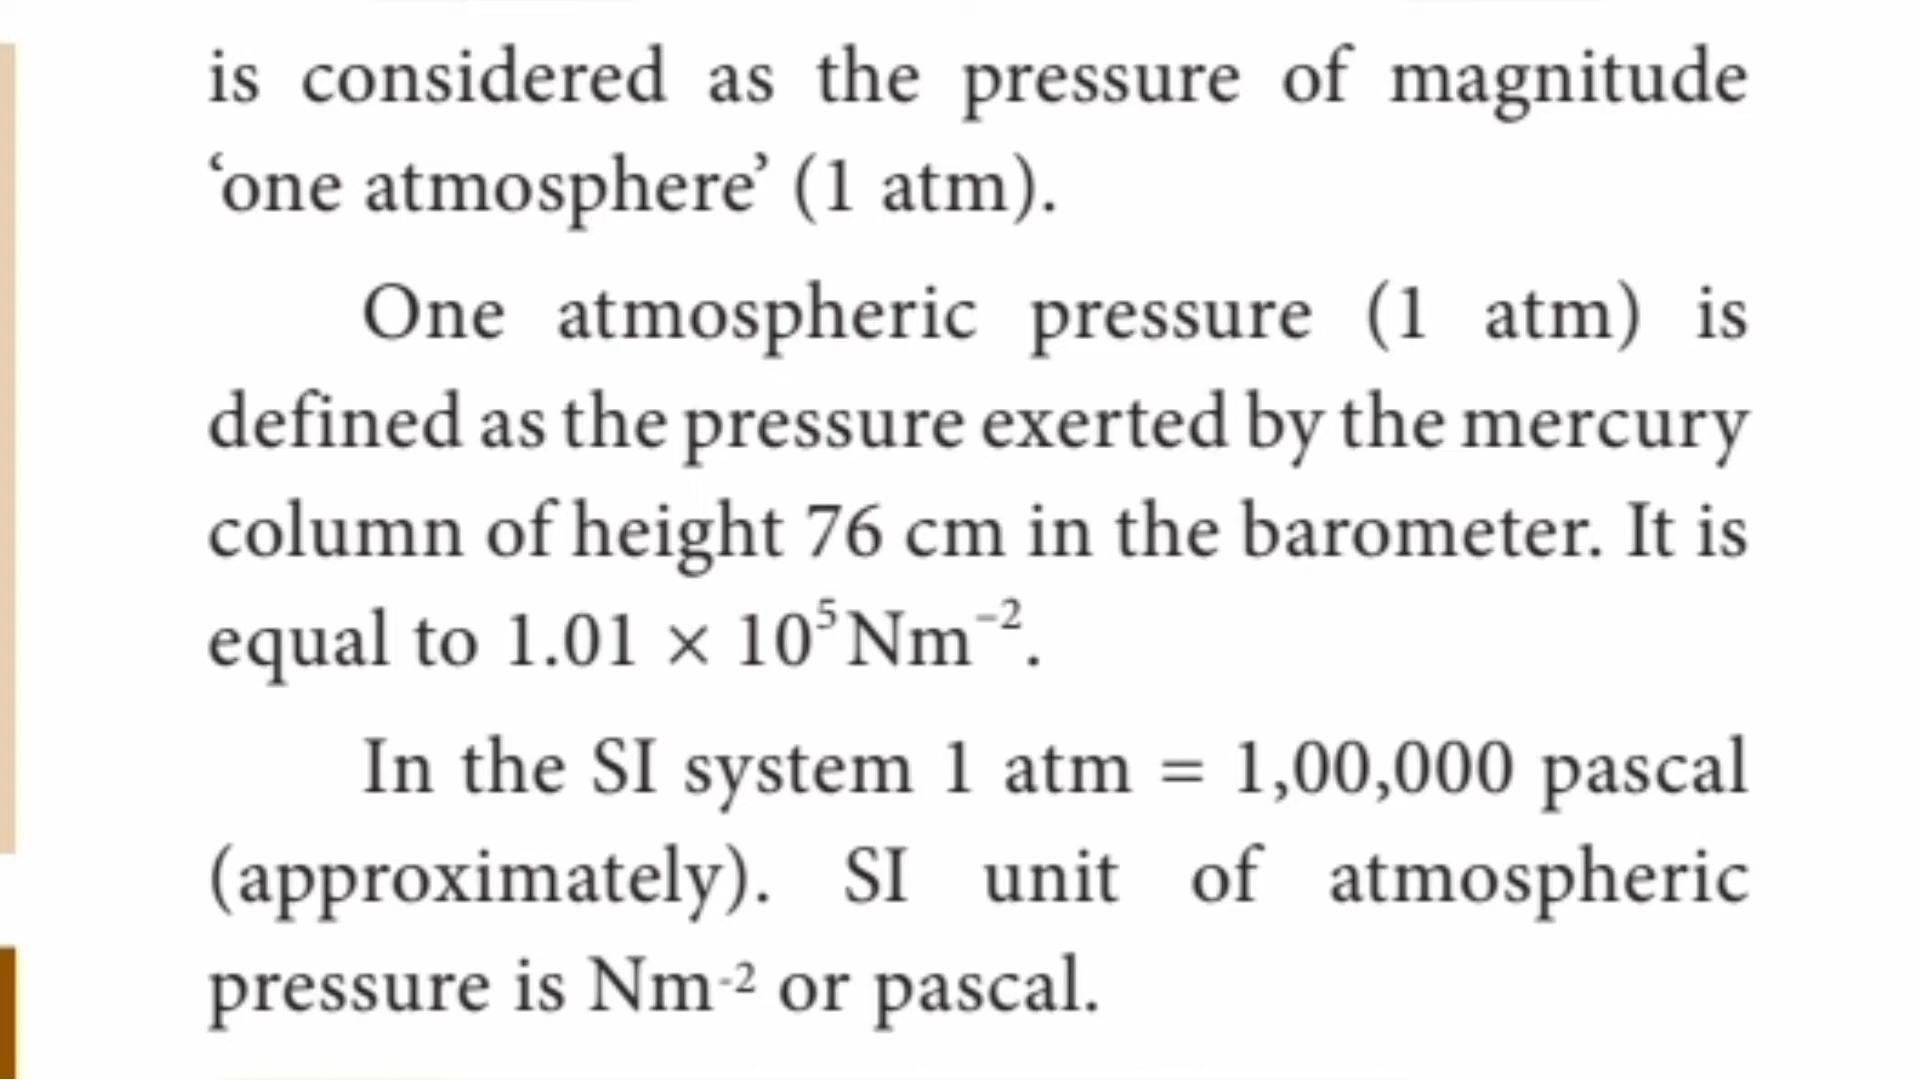 is considered as the pressure of magnitude
‘one atmosphere’ (1 atm).
One atmospheric pressure (1 atm) is
defined as the pressure exerted by the mercury
column of height 76 cm in the barometer. It is
equal to 1.01 × 10⁵Nm⁻².
In the SI system 1 atm = 1,00,000 pascal
(approximately). SI unit of atmospheric
pressure is Nm⁻² or pascal.